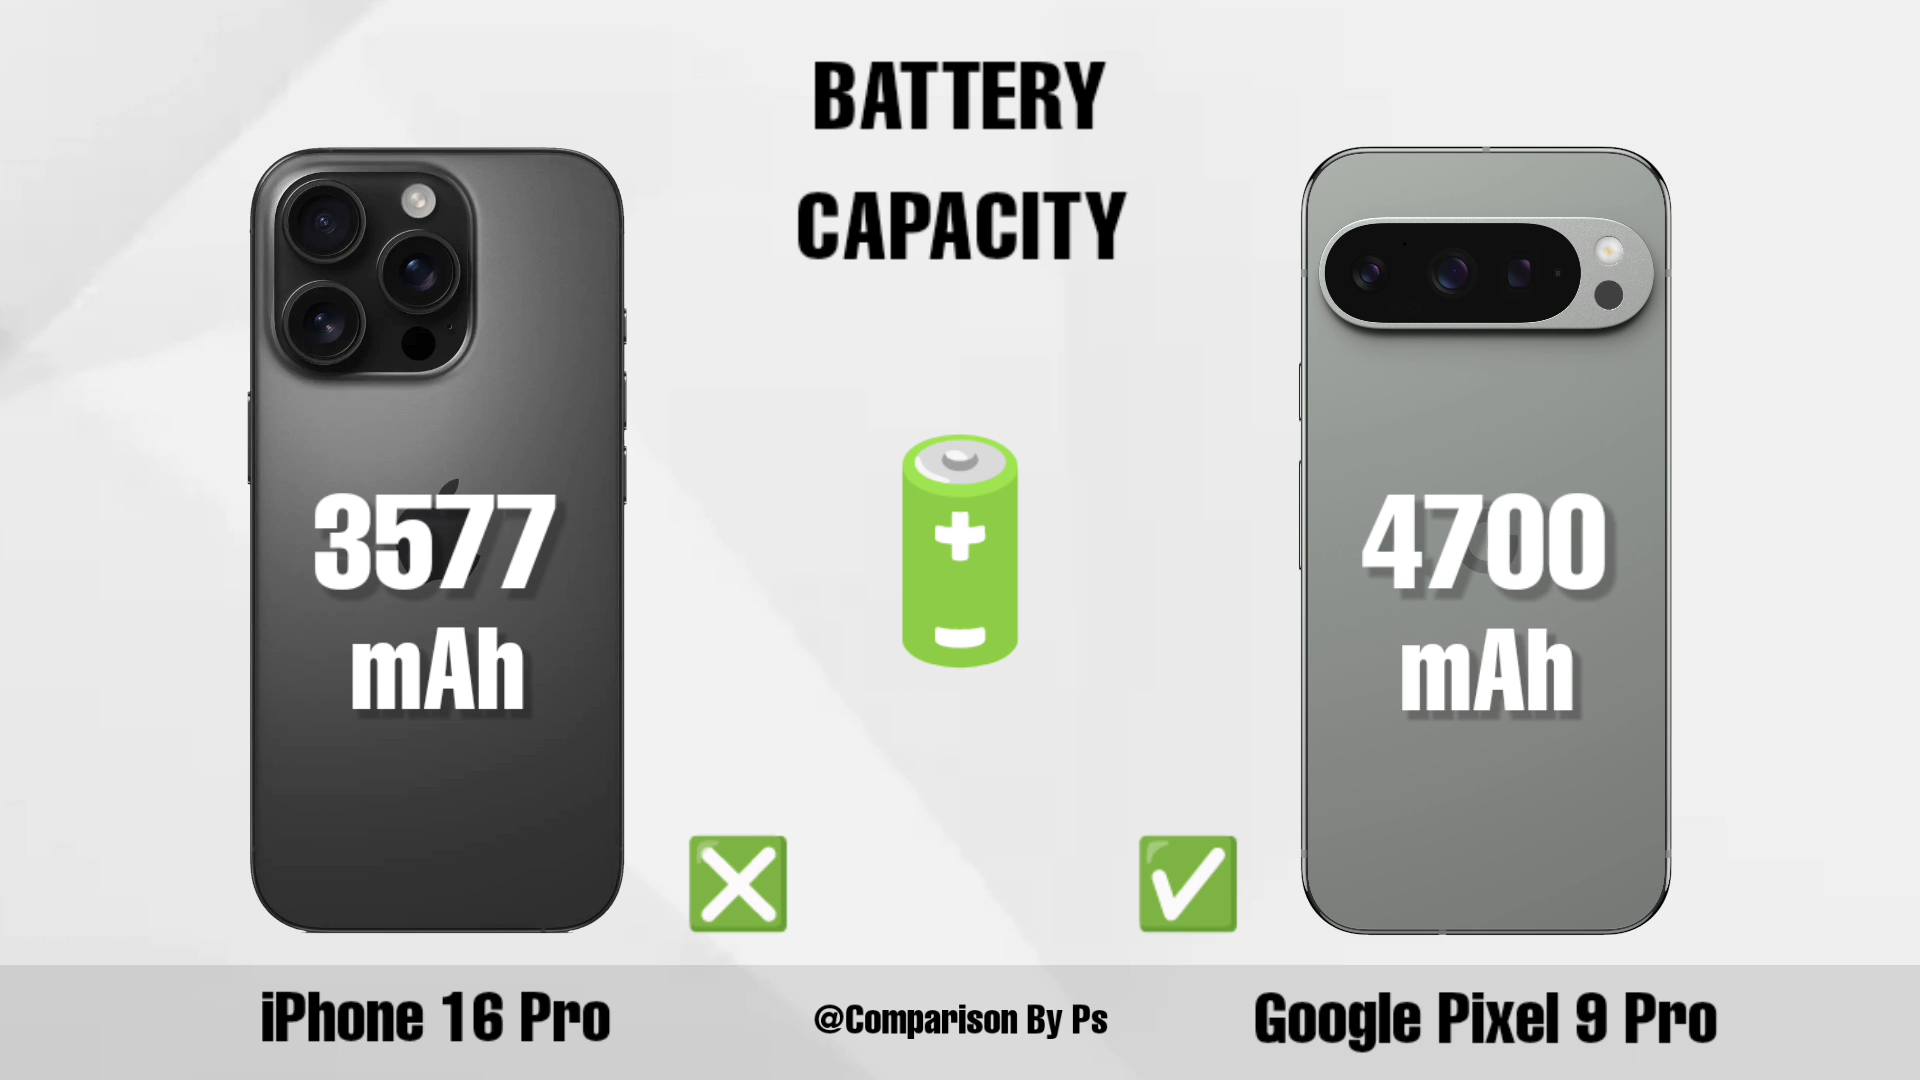 BATTERY
CAPACITY
3577
mAh
4700
mAh
iPhone 16 Pro
@Comparison By Ps
Google Pixel 9 Pro